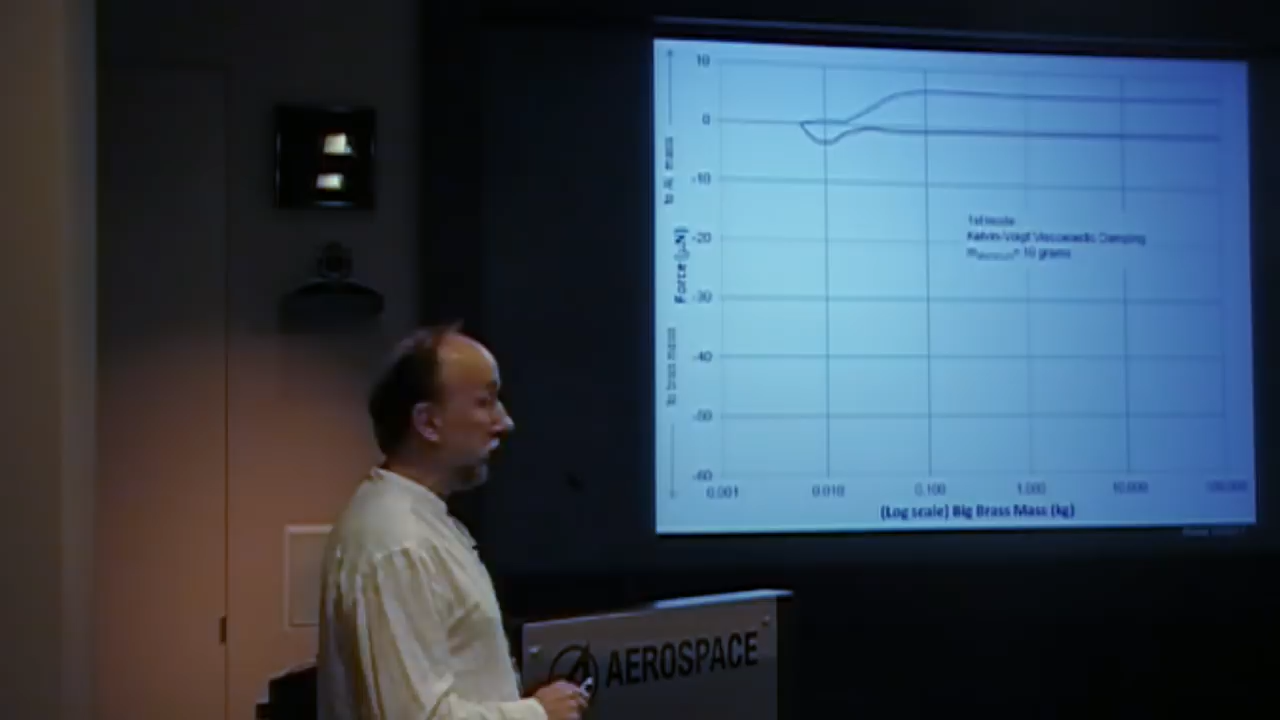 10
0
-10
-20
-30
-40
-50
-60
to AL mass
Force (μN)
to brass mass
1st mode
Kelvin-Voigt Viscoelastic Damping
= 10 grams
0.001 0.010 0.100 1.000 10.000 100.000
(Log scale) Big Brass Mass (kg)
AEROSPACE